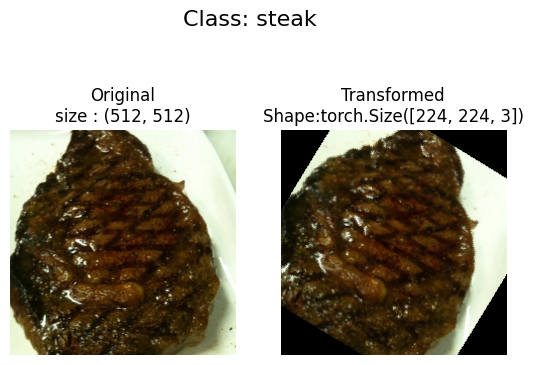 Class: steak
Original
size : (512, 512)
Transformed
Shape:torch.Size([224, 224, 3])